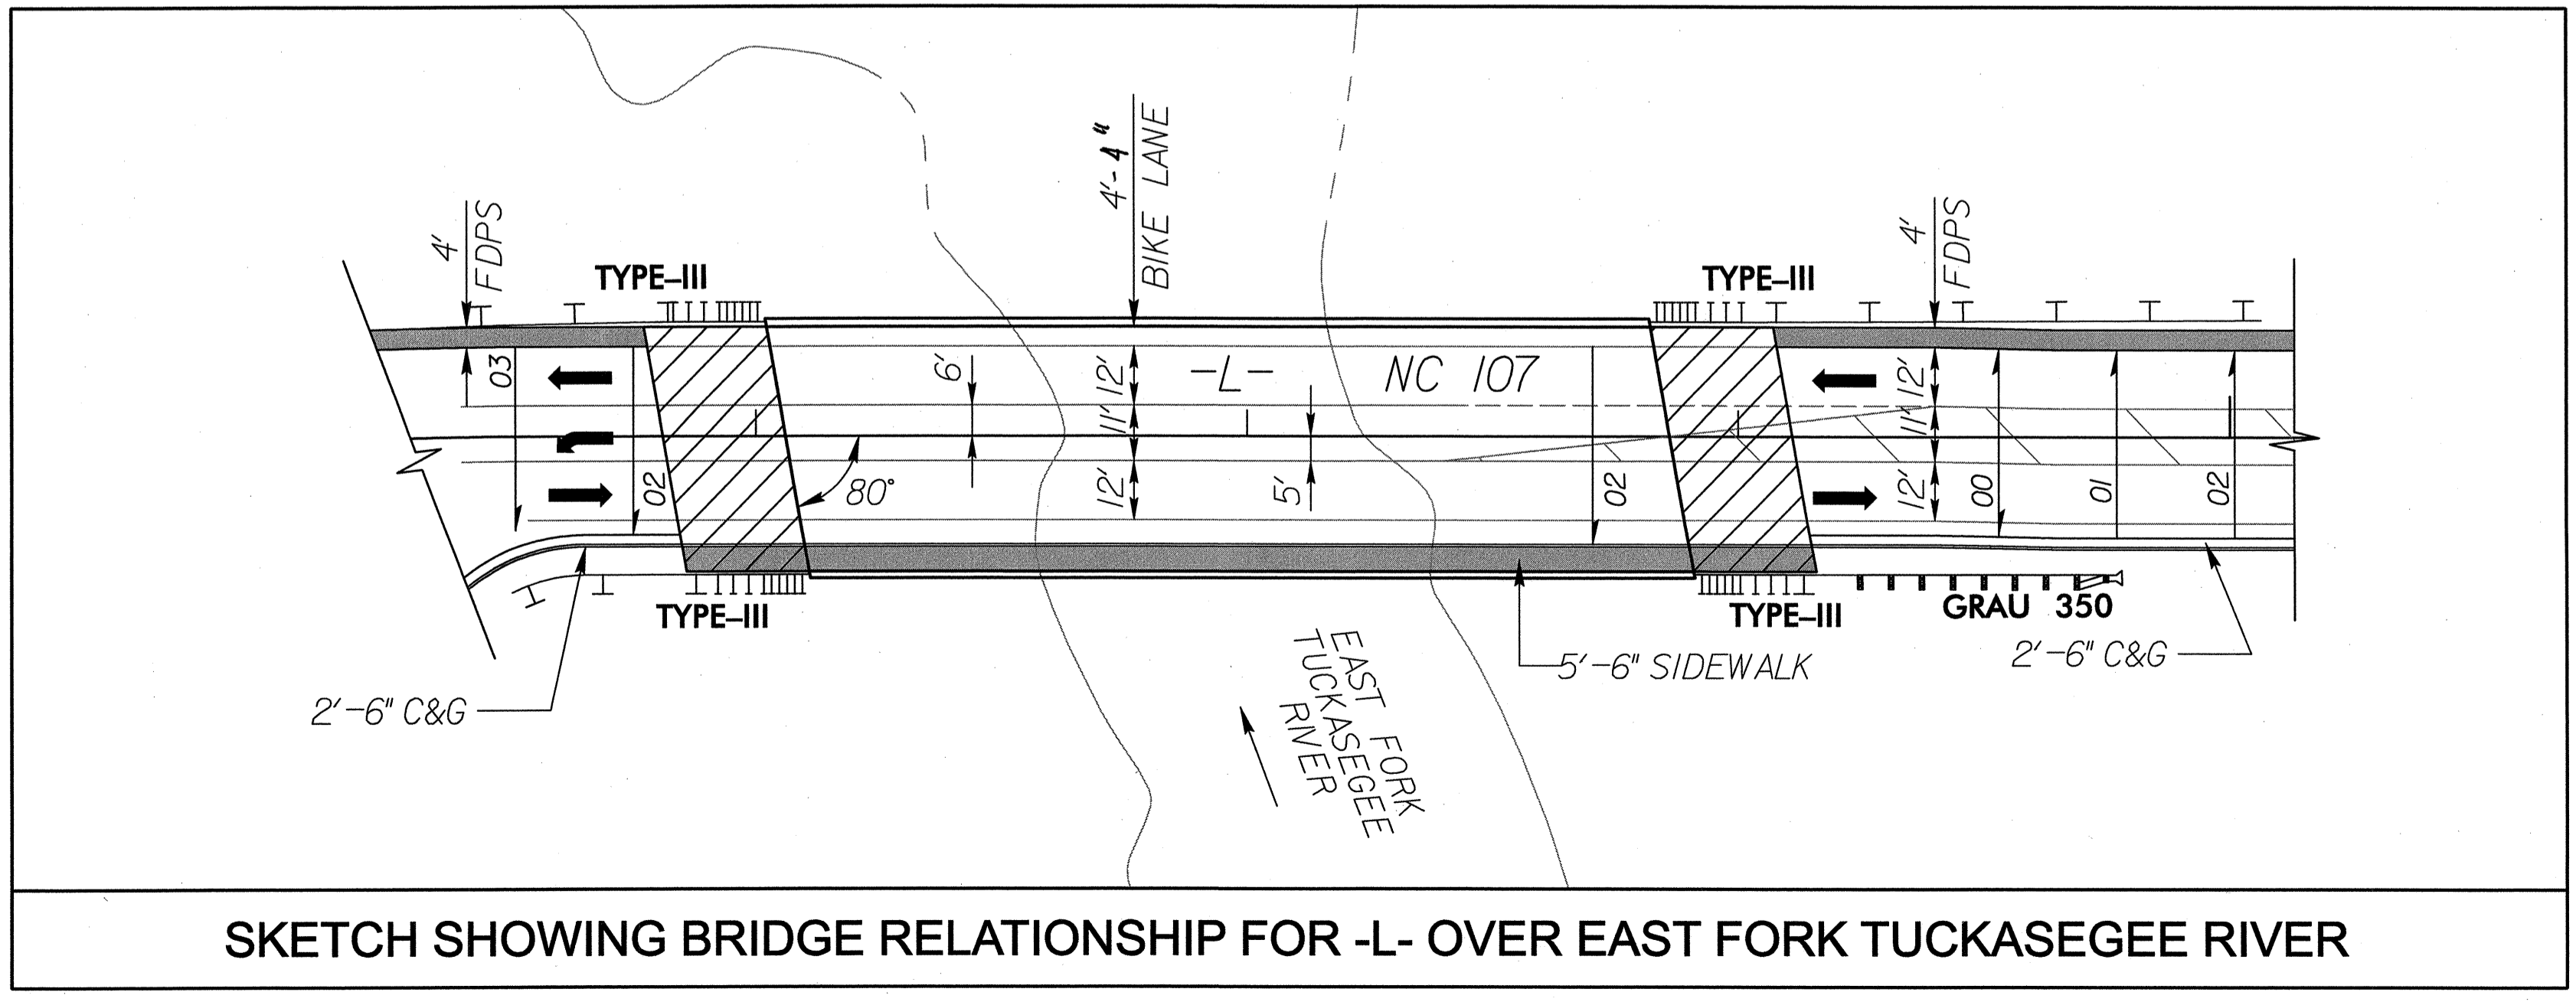 4'
FDPS
TYPE–III
4'-4"
BIKE LANE
TYPE–III
4'
FDPS
03
02
6'
12'
11'
12'
-L-
NC 107
80°
5'
02
12'
11'
12'
00
01
02
TYPE–III
TYPE–III
GRAU 350
2'-6" C&G
5'-6" SIDEWALK
2'-6" C&G
EAST FORK
TUCKASEGEE
RIVER
SKETCH SHOWING BRIDGE RELATIONSHIP FOR -L- OVER EAST FORK TUCKASEGEE RIVER